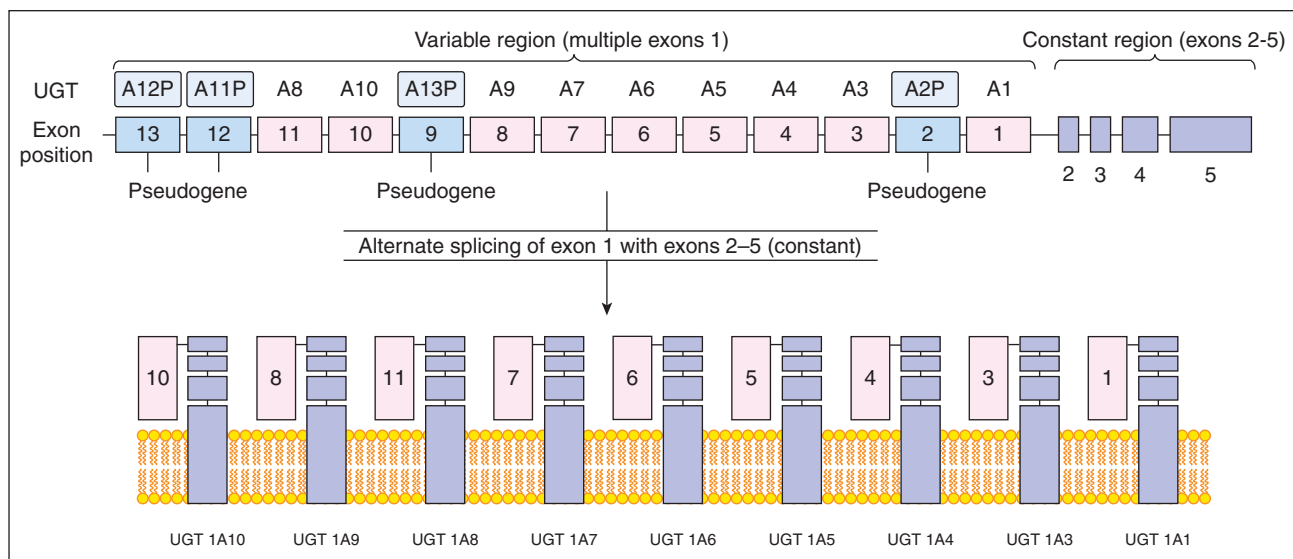 Variable region (multiple exons 1) Constant region (exons 2-5)
UGT A12P A11P A8 A10 A13P A9 A7 A6 A5 A4 A3 A2P A1
Exon position 13 12 11 10 9 8 7 6 5 4 3 2 1
2 3 4 5
Pseudogene Pseudogene Pseudogene
Alternate splicing of exon 1 with exons 2–5 (constant)
10 8 11 7 6 5 4 3 1
UGT 1A10 UGT 1A9 UGT 1A8 UGT 1A7 UGT 1A6 UGT 1A5 UGT 1A4 UGT 1A3 UGT 1A1